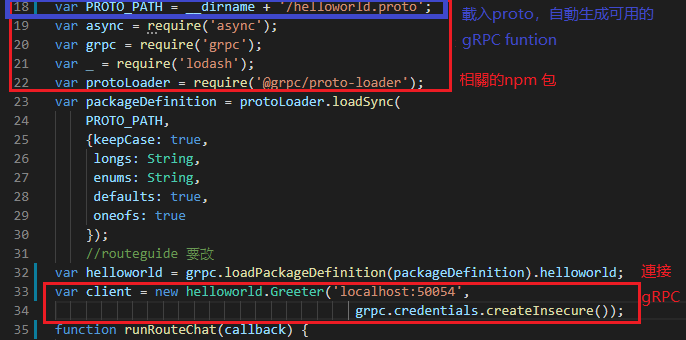 18 var PROTO_PATH = __dirname + '/helloworld.proto';
載入proto，自動生成可用的
gRPC funtion
19 var async = require('async');
20 var grpc = require('grpc');
21 var _ = require('lodash');
22 var protoLoader = require('@grpc/proto-loader');
相關的npm 包
23 var packageDefinition = protoLoader.loadSync(
24 PROTO_PATH,
25 {keepCase: true,
26 longs: String,
27 enums: String,
28 defaults: true,
29 oneofs: true
30 });
31 //routeguide 要改
32 var helloworld = grpc.loadPackageDefinition(packageDefinition).helloworld;
連接
gRPC
33 var client = new helloworld.Greeter('localhost:50054',
34 grpc.credentials.createInsecure());
35 function runRouteChat(callback) {